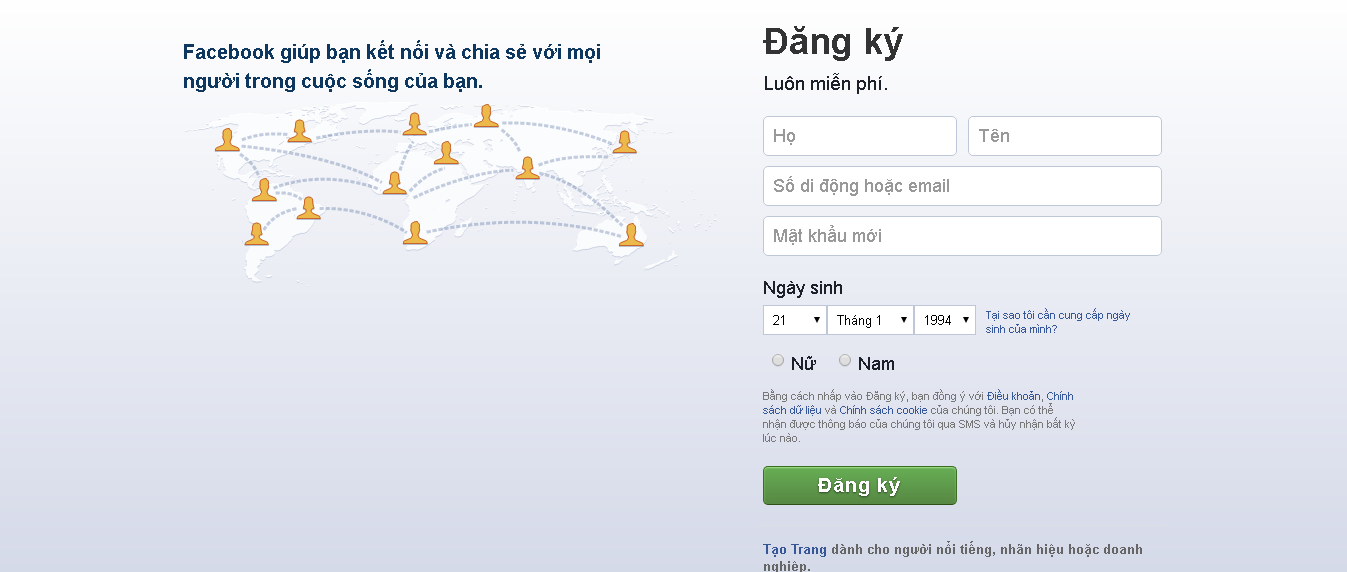 Facebook giúp bạn kết nối và chia sẻ với mọi
người trong cuộc sống của bạn.
Đăng ký
Luôn miễn phí.
Họ Tên
Số di động hoặc email
Mật khẩu mới
Ngày sinh
21 Tháng 1 1994
Tại sao tôi cần cung cấp ngày
sinh của mình?
Nữ Nam
Bằng cách nhấp vào Đăng ký, bạn đồng ý với Điều khoản, Chính
sách dữ liệu và Chính sách cookie của chúng tôi. Bạn có thể
nhận được thông báo của chúng tôi qua SMS và hủy nhận bất kỳ
lúc nào.
Đăng ký
Tạo Trang dành cho người nổi tiếng, nhãn hiệu hoặc doanh
nghiệp.